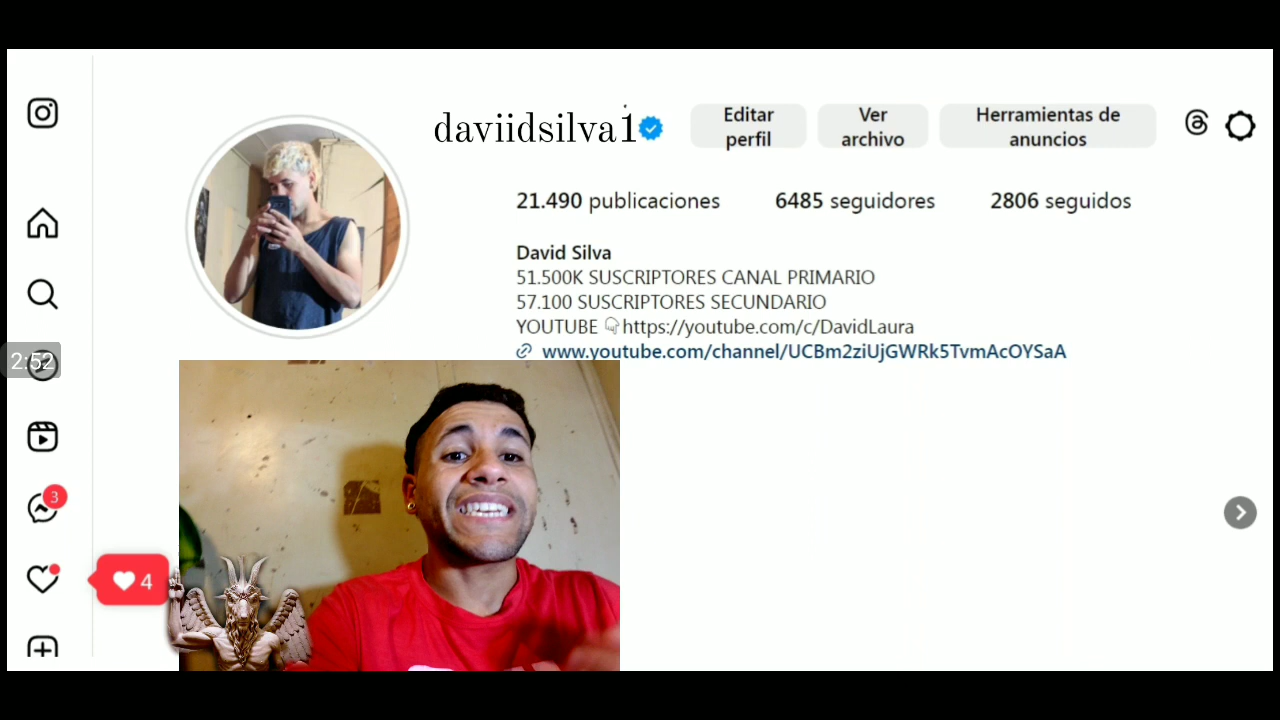 daviidsilva1
Editar perfil
Ver archivo
Herramientas de anuncios
21.490 publicaciones 6485 seguidores 2806 seguidos
David Silva
51.500K SUSCRIPTORES CANAL PRIMARIO
57.100 SUSCRIPTORES SECUNDARIO
YOUTUBE 👇https://youtube.com/c/DavidLaura
www.youtube.com/channel/UCBm2ziUjGWRk5TvmAcOYSaA
2:52
3
4